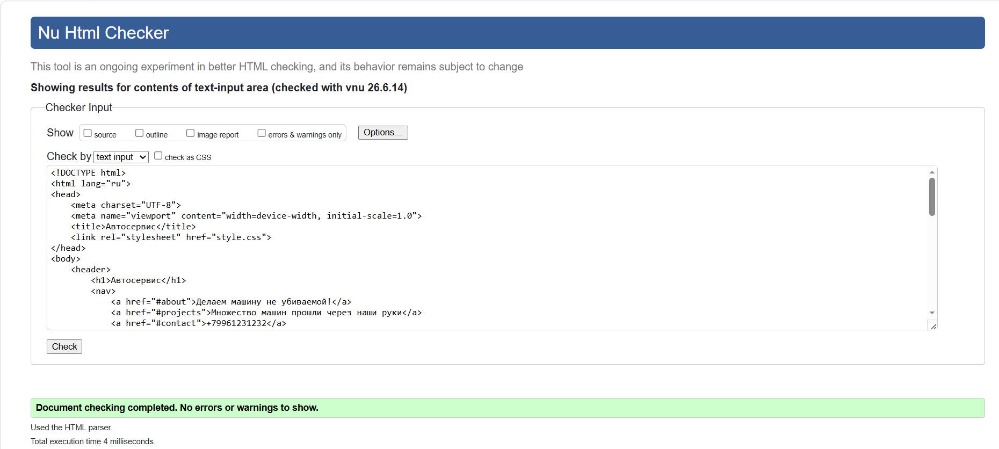 Nu Html Checker
This tool is an ongoing experiment in better HTML checking, and its behavior remains subject to change
Showing results for contents of text-input area (checked with vnu 26.6.14)
Checker Input
Show source outline image report errors & warnings only Options...
Check by text input check as CSS
<!DOCTYPE html>
<html lang="ru">
<head>
    <meta charset="UTF-8">
    <meta name="viewport" content="width=device-width, initial-scale=1.0">
    <title>Автосервис</title>
    <link rel="stylesheet" href="style.css">
</head>
<body>
    <header>
        <h1>Автосервис</h1>
        <nav>
            <a href="#about">Делаем машину не убиваемой!</a>
            <a href="#projects">Множество машин прошли через наши руки</a>
            <a href="#contact">+79961231232</a>
Check
Document checking completed. No errors or warnings to show.
Used the HTML parser.
Total execution time 4 milliseconds.